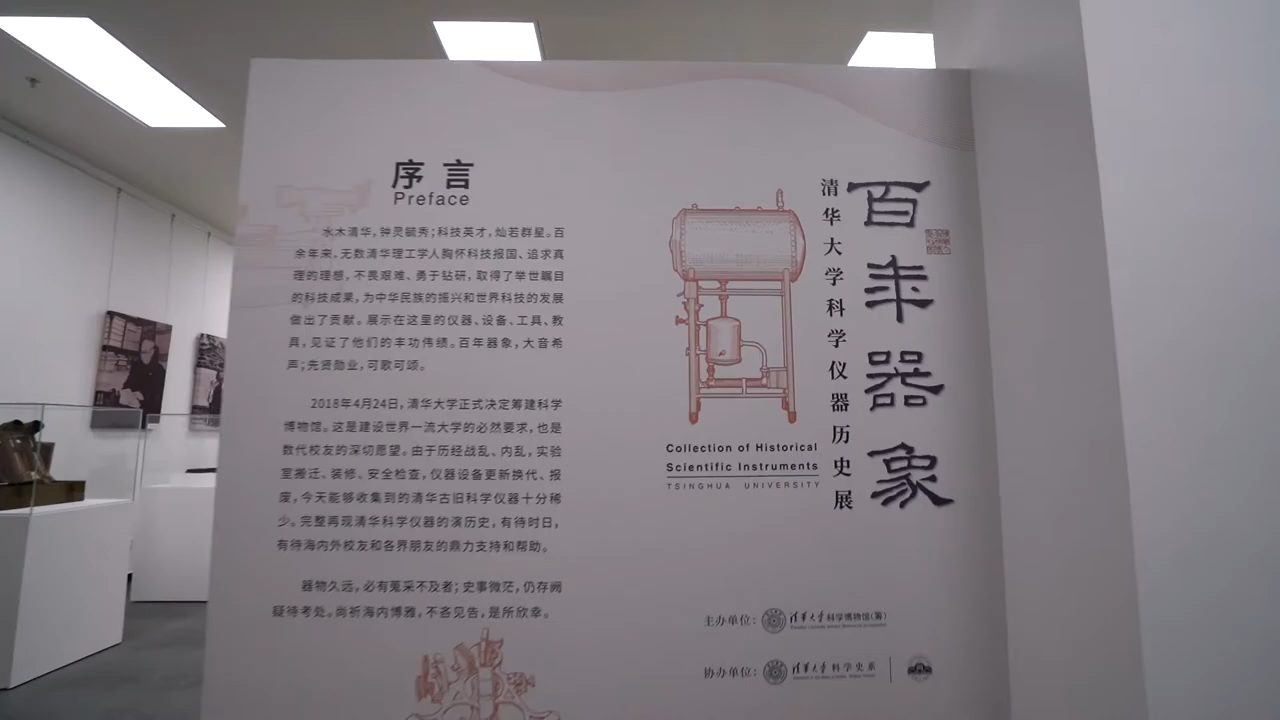 序言
Preface
水木清华，钟灵毓秀；科技英才，灿若群星。百
余年来，无数清华理工学人胸怀科技报国、追求真
理的理想，不畏艰难、勇于钻研，取得了举世瞩目
的科技成果，为中华民族的振兴和世界科技的发展
做出了贡献。展示在这里的仪器、设备、工具、教
具，见证了他们的丰功伟绩。百年器象，大音希
声；先贤勋业，可歌可颂。
2018年4月24日，清华大学正式决定筹建科学
博物馆。这是建设世界一流大学的必然要求，也是
数代校友的深切愿望。由于历经战乱、内乱，实验
室搬迁、装修、安全检查，仪器设备更新换代、报
废，今天能够收集到的清华古旧科学仪器十分稀
少。完整再现清华科学仪器的演历史，有待时日，
有待海内外校友和各界朋友的鼎力支持和帮助。
器物久远，必有蒐采不及者；史事微茫，仍存阙
疑待考处。尚祈海内博雅，不吝见告，是所欣幸。
百年器象
清华大学科学仪器历史展
Collection of Historical
Scientific Instruments
TSINGHUA UNIVERSITY
主办单位：清华大学科学博物馆（筹）
协办单位：清华大学科学史系